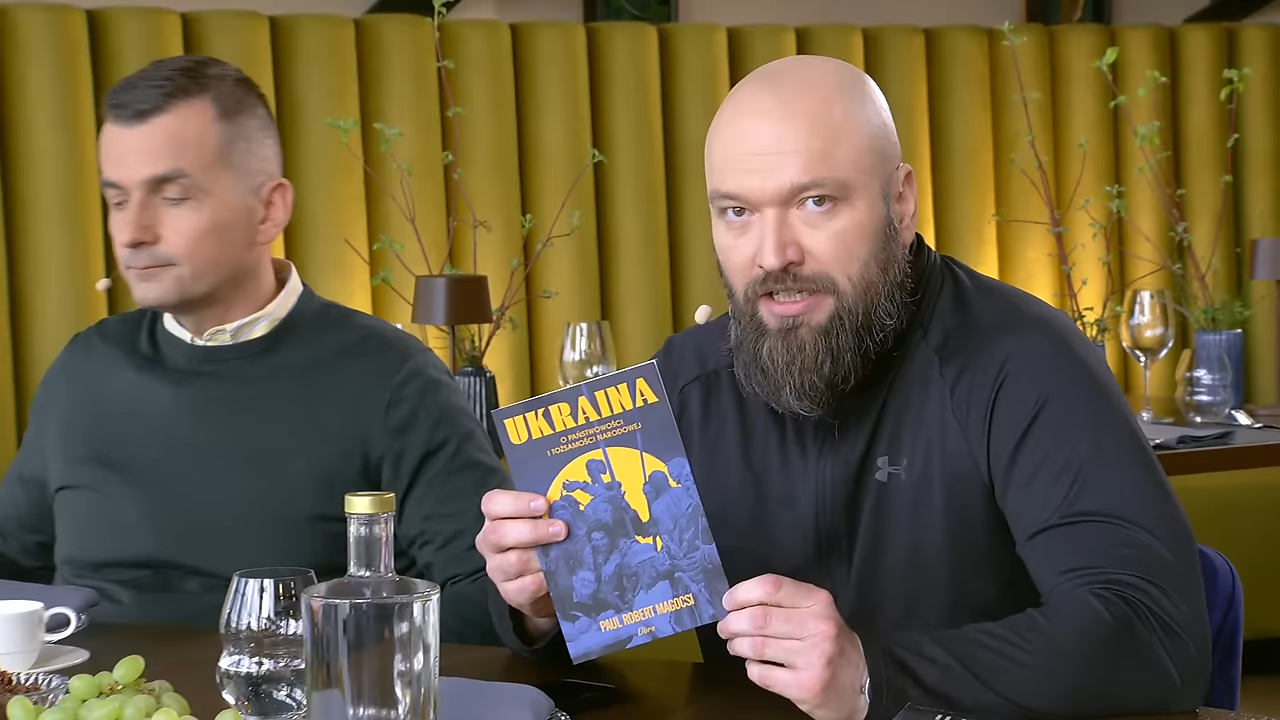 UKRAINA
O PAŃSTWOWOŚCI
I TOŻSAMOŚCI NARODOWEJ
PAUL ROBERT MAGOCSI
Libra